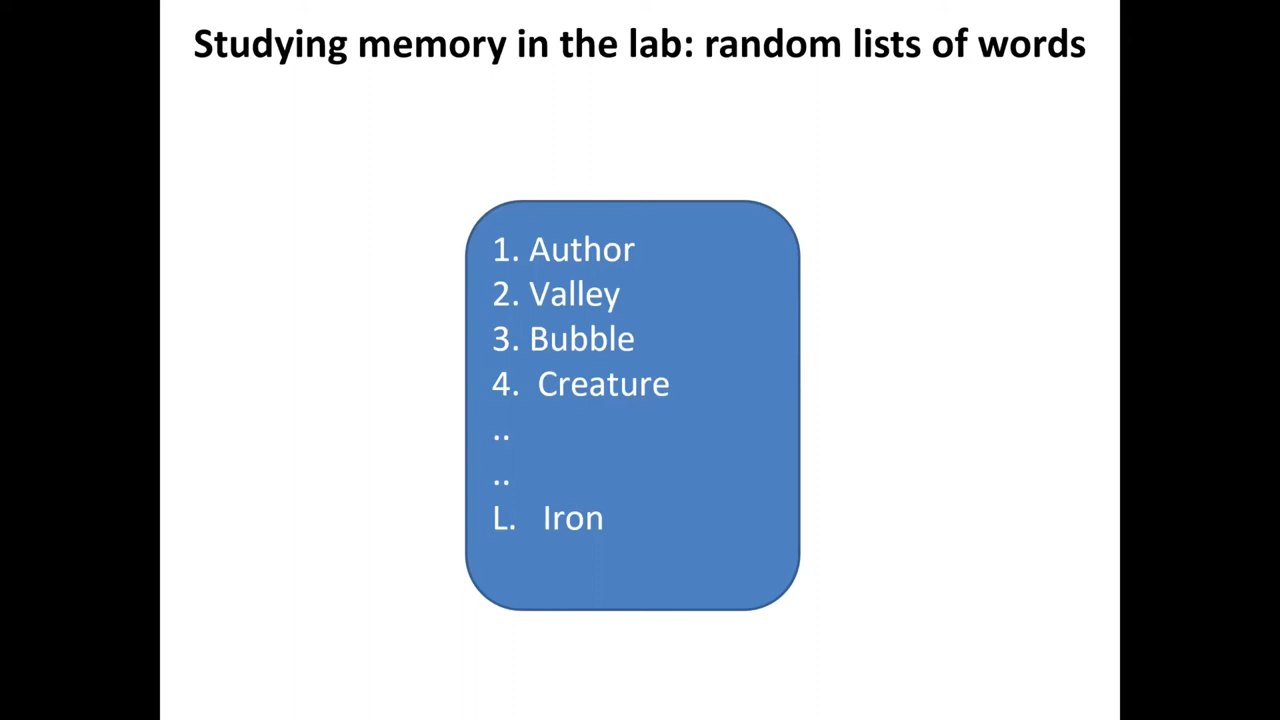 Studying memory in the lab: random lists of words
1. Author
2. Valley
3. Bubble
4. Creature
..
..
L. Iron